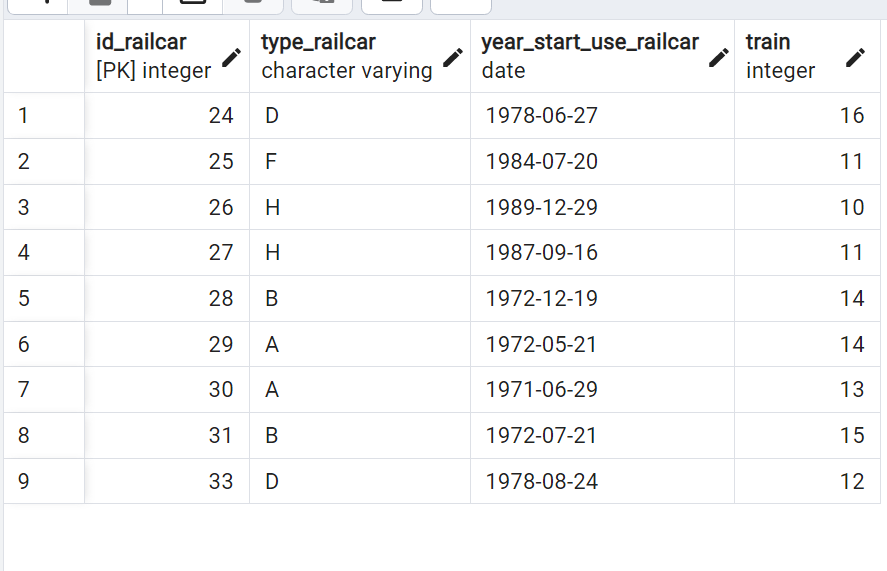 id_railcar type_railcar year_start_use_railcar train
[PK] integer character varying date integer
1 24 D 1978-06-27 16
2 25 F 1984-07-20 11
3 26 H 1989-12-29 10
4 27 H 1987-09-16 11
5 28 B 1972-12-19 14
6 29 A 1972-05-21 14
7 30 A 1971-06-29 13
8 31 B 1972-07-21 15
9 33 D 1978-08-24 12